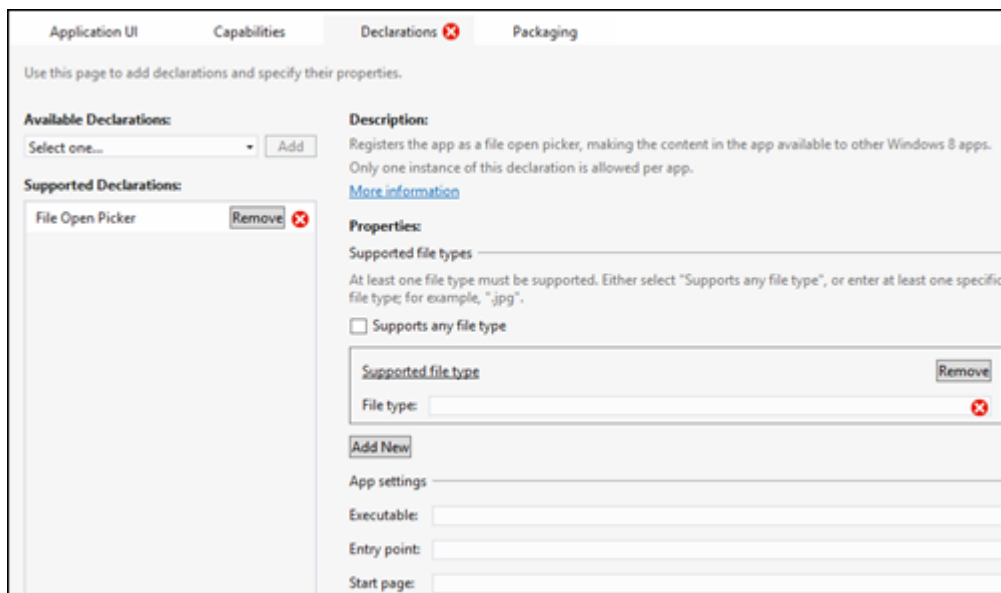 Application UI Capabilities Declarations Packaging
Use this page to add declarations and specify their properties.
Available Declarations:
Select one... Add
Supported Declarations:
File Open Picker Remove
Description:
Registers the app as a file open picker, making the content in the app available to other Windows 8 apps.
Only one instance of this declaration is allowed per app.
More information
Properties:
Supported file types
At least one file type must be supported. Either select "Supports any file type", or enter at least one specific
file type; for example, ".jpg".
Supports any file type
Supported file type Remove
File type:
Add New
App settings
Executable:
Entry point:
Start page: